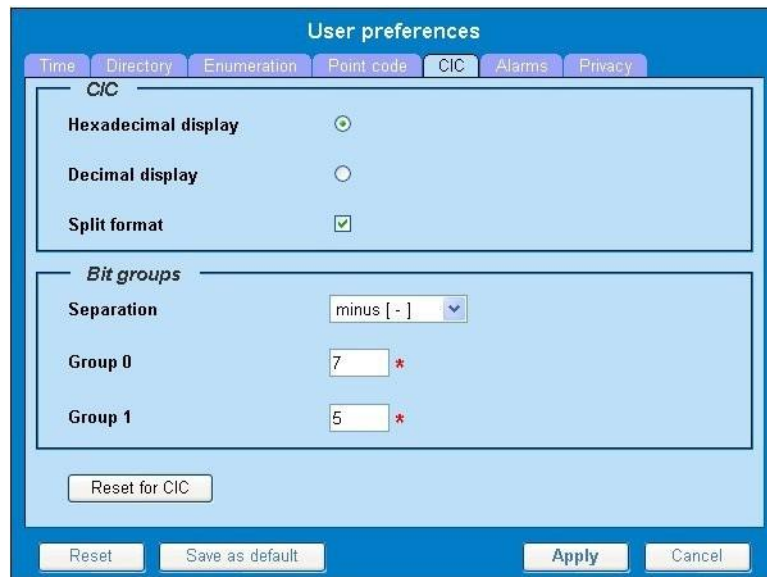 User preferences
Time Directory Enumeration Point code CIC Alarms Privacy
CIC
Hexadecimal display
Decimal display
Split format
Bit groups
Separation minus [ - ]
Group 0 7 *
Group 1 5 *
Reset for CIC
Reset Save as default Apply Cancel